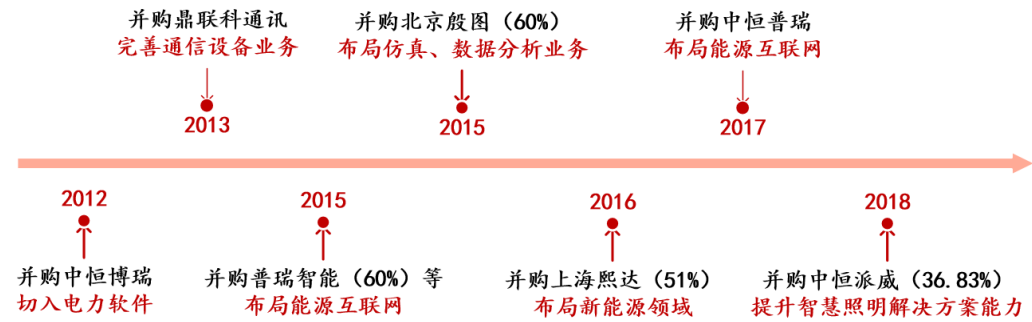 并购鼎联科通讯
完善通信设备业务
2013
并购北京殷图（60%）
布局仿真、数据分析业务
2015
并购中恒普瑞
布局能源互联网
2017
2012
并购中恒博瑞
切入电力软件
2015
并购普瑞智能（60%）等
布局能源互联网
2016
并购上海熙达（51%）
布局新能源领域
2018
并购中恒派威（36.83%）
提升智慧照明解决方案能力